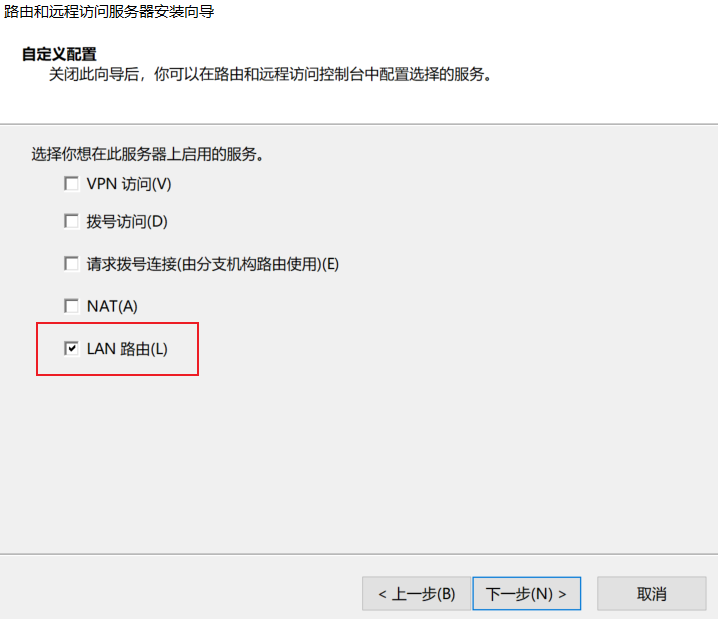 路由和远程访问服务器安装向导
自定义配置
关闭此向导后，你可以在路由和远程访问控制台中配置选择的服务。
选择你想在此服务器上启用的服务。
VPN 访问(V)
拨号访问(D)
请求拨号连接(由分支机构路由使用)(E)
NAT(A)
LAN 路由(L)
< 上一步(B) 下一步(N) > 取消